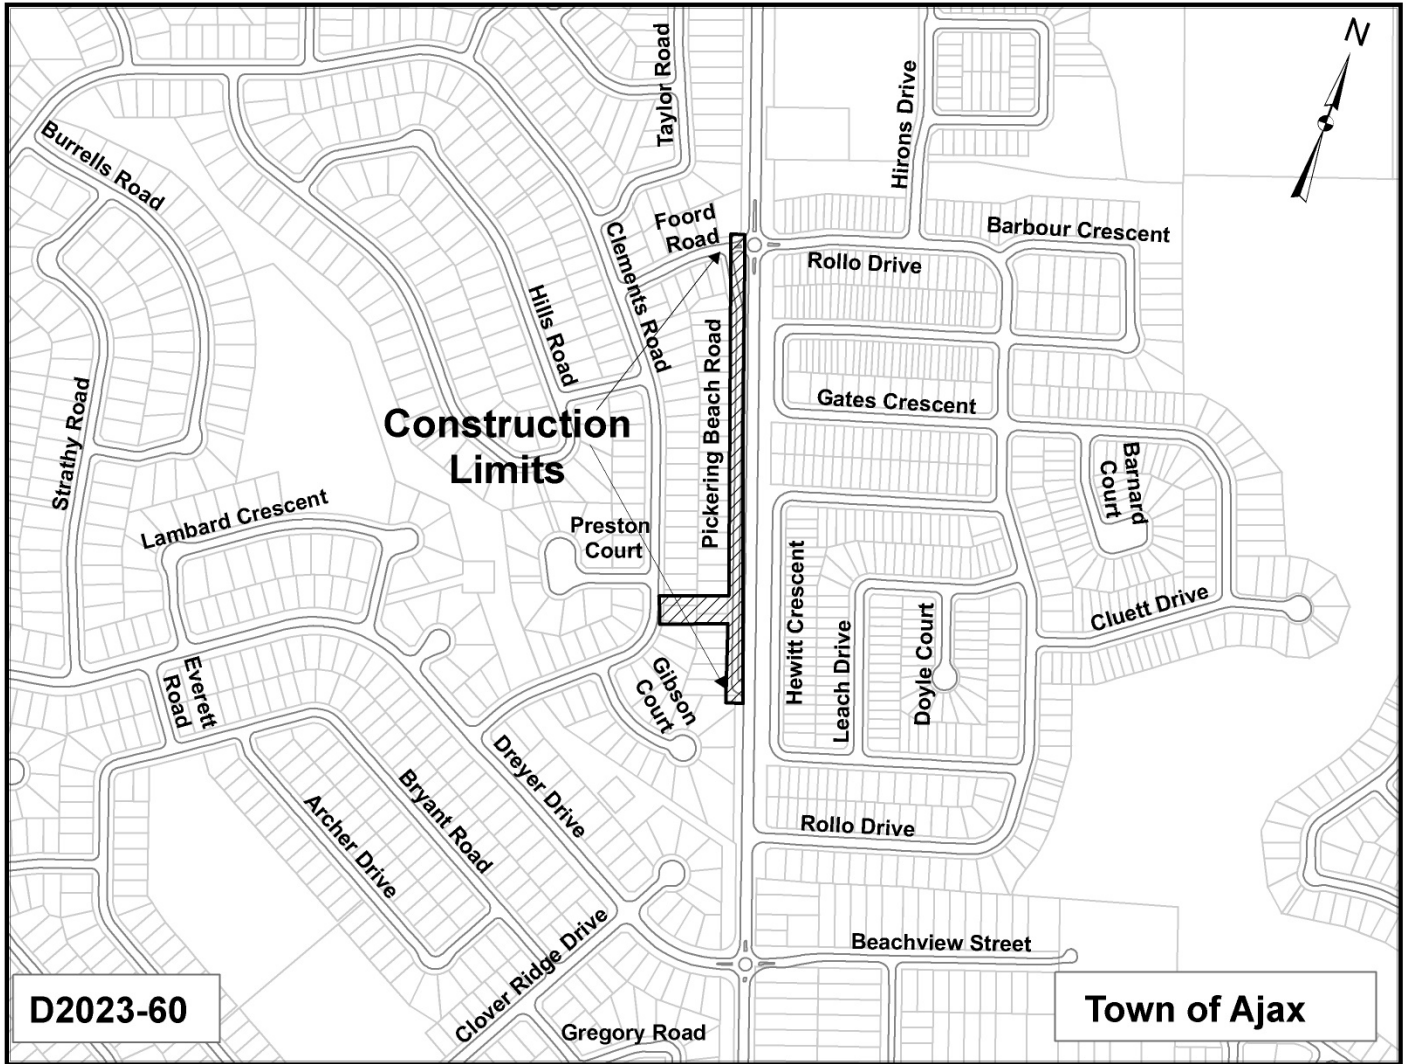 N
Taylor Road
Hirons Drive
Burrells Road
Foord
Road
Barbour Crescent
Clements Road
Rollo Drive
Hills Road
Pickering Beach Road
Gates Crescent
Construction
Limits
Strathy Road
Barnard
Court
Lambard Crescent
Preston
Court
Hewitt Crescent
Leach Drive
Doyle Court
Cluett Drive
Everett
Road
Gibson
Court
Dreyer Drive
Bryant Road
Archer Drive
Rollo Drive
Clover Ridge Drive
Beachview Street
D2023-60
Town of Ajax
Gregory Road